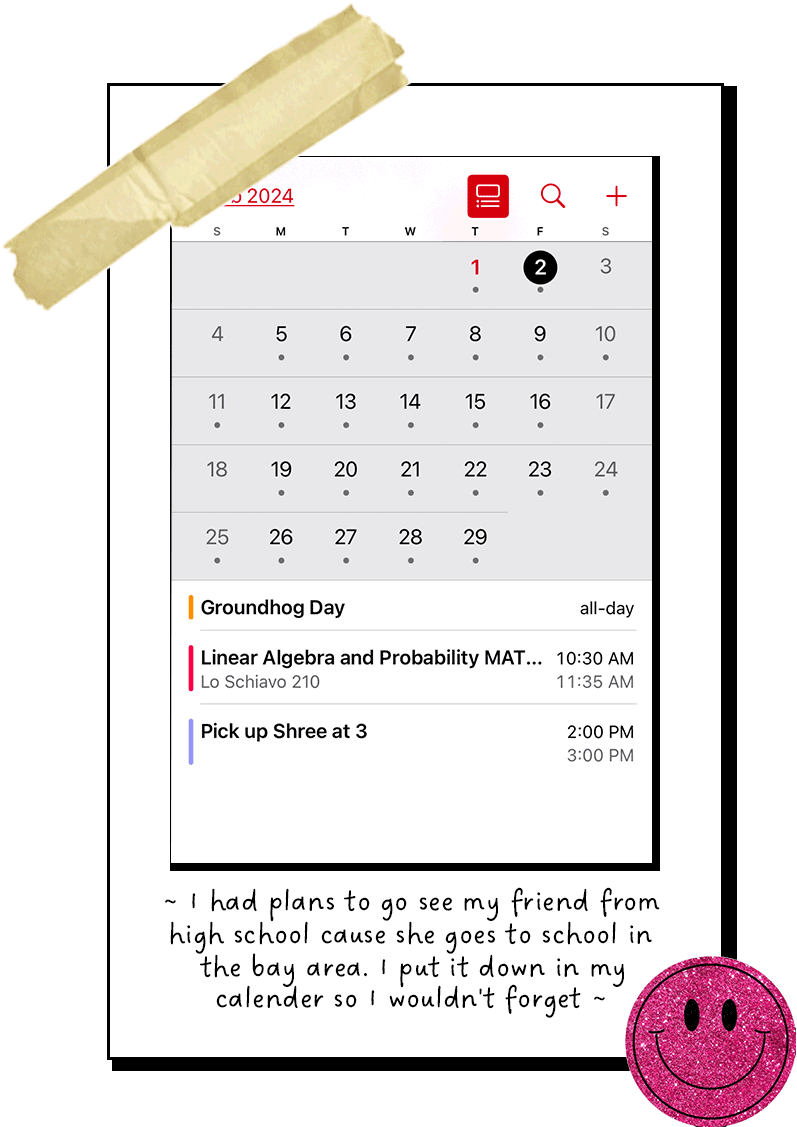 2024
S M T W T F S
1 2 3
4 5 6 7 8 9 10
11 12 13 14 15 16 17
18 19 20 21 22 23 24
25 26 27 28 29
Groundhog Day all-day
Linear Algebra and Probability MAT... 10:30 AM
Lo Schiavo 210 11:35 AM
Pick up Shree at 3 2:00 PM
3:00 PM
~ I had plans to go see my friend from
high school cause she goes to school in
the bay area. I put it down in my
calender so I wouldn't forget ~